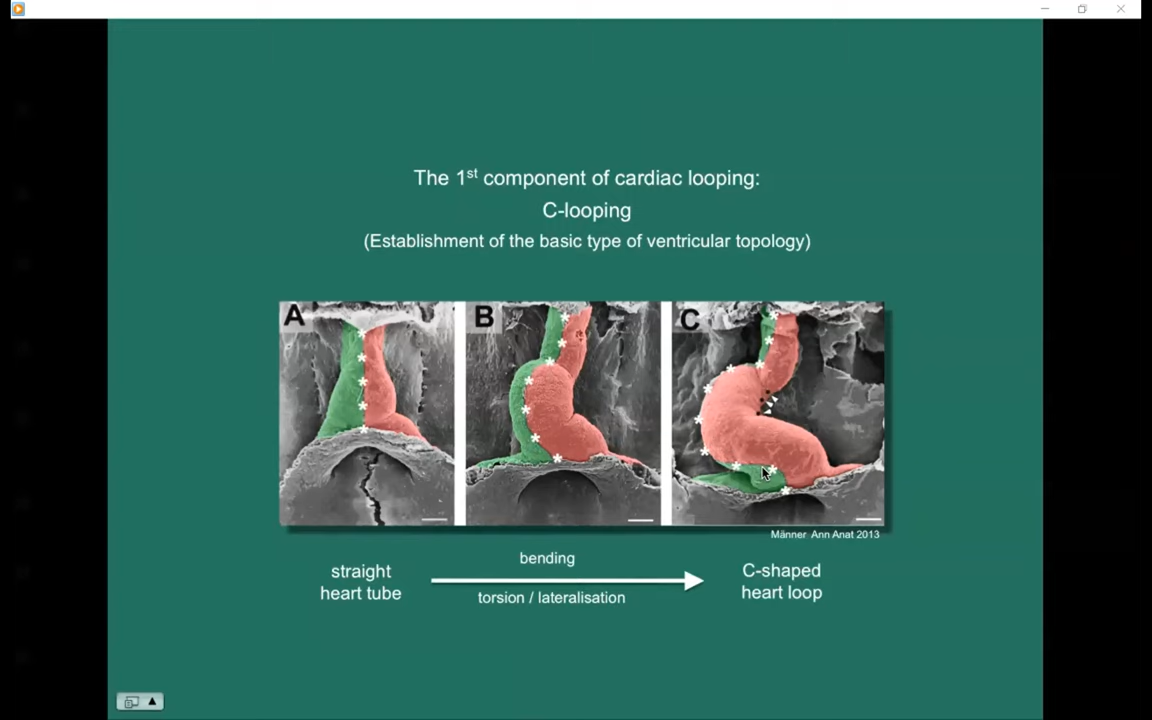 The 1st component of cardiac looping:
C-looping
(Establishment of the basic type of ventricular topology)
A
B
C
Männer Ann Anat 2013
bending
straight
heart tube
torsion / lateralisation
C-shaped
heart loop